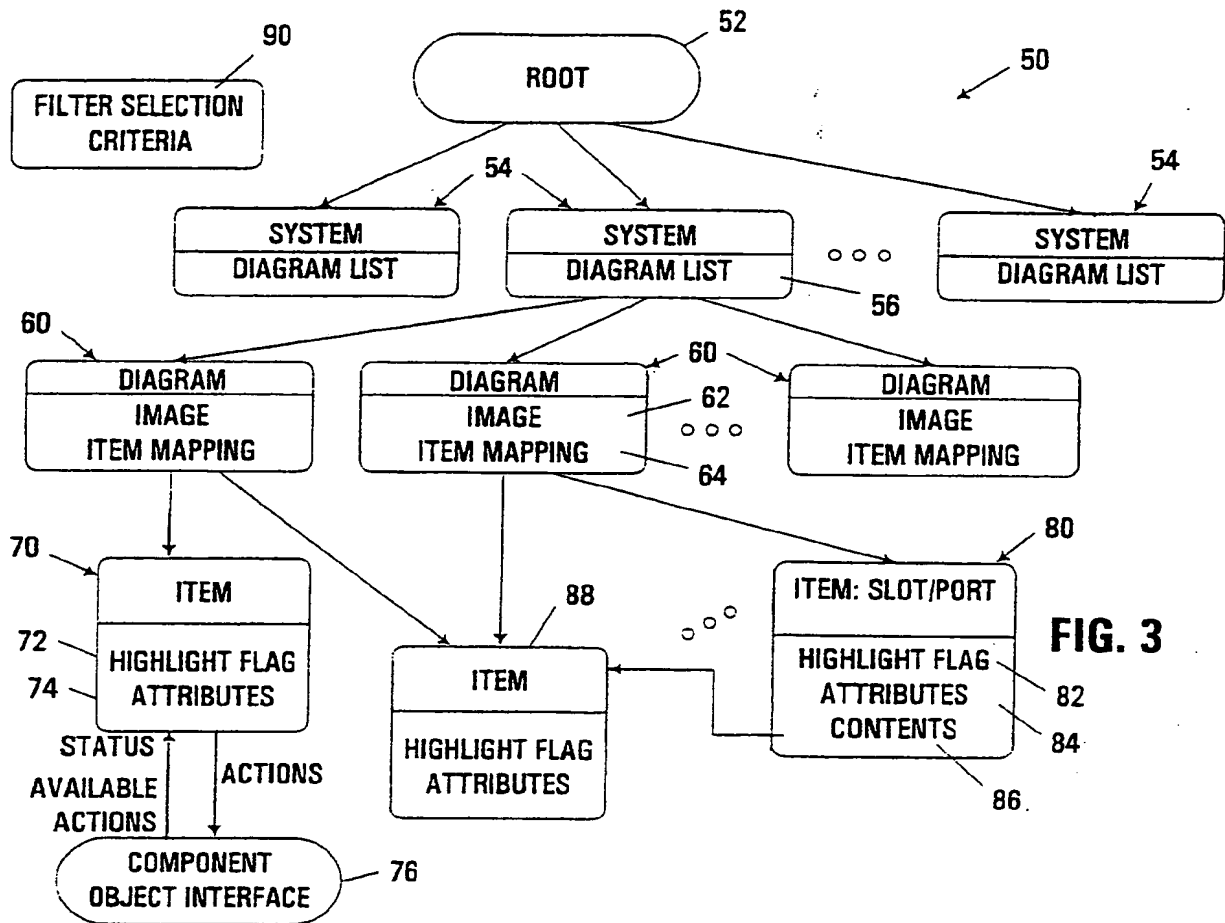 52
90
50
ROOT
FILTER SELECTION
CRITERIA
54
54
SYSTEM
DIAGRAM LIST
SYSTEM
DIAGRAM LIST
SYSTEM
DIAGRAM LIST
56
60
60
DIAGRAM
IMAGE
ITEM MAPPING
DIAGRAM
IMAGE
ITEM MAPPING
62
64
DIAGRAM
IMAGE
ITEM MAPPING
70
80
ITEM
72
HIGHLIGHT FLAG
74
ATTRIBUTES
88
ITEM
HIGHLIGHT FLAG
ATTRIBUTES
ITEM: SLOT/PORT
HIGHLIGHT FLAG
ATTRIBUTES
CONTENTS
82
84
86
FIG. 3
STATUS
AVAILABLE
ACTIONS
ACTIONS
COMPONENT
OBJECT INTERFACE
76